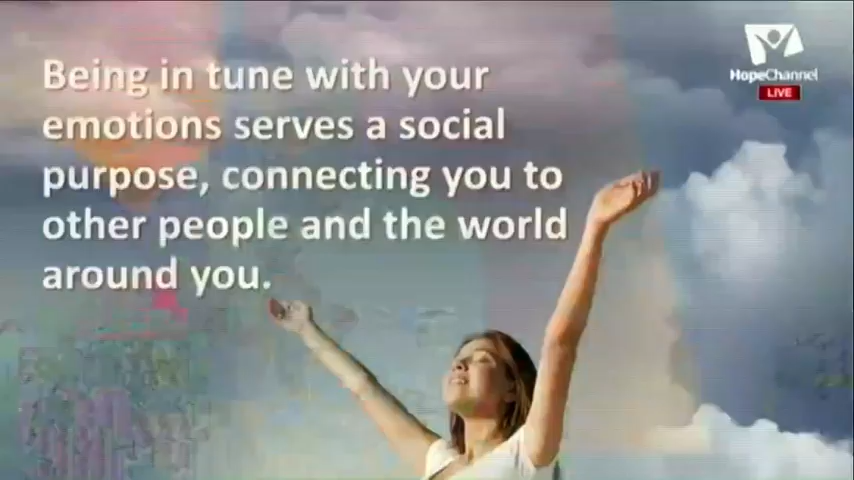 Being in tune with your
emotions serves a social
purpose, connecting you to
other people and the world
around you.
HopeChannel
LIVE